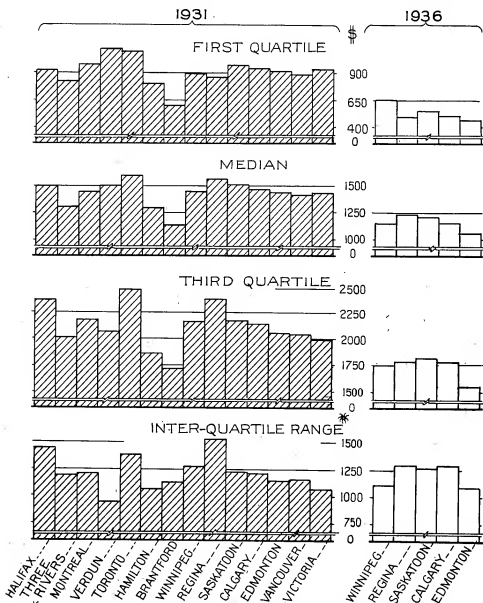 1931
$
1936
FIRST QUARTILE
900
650
400
0
MEDIAN
1500
1250
1000
0
THIRD QUARTILE
2500
2250
2000
1750
1500
0
INTER-QUARTILE RANGE*
1500
1250
1000
750
0
HALIFAX
THREE RIVERS
MONTREAL
VERDUN
TORONTO
HAMILTON
BRANTFORD
WINNIPEG
REGINA
SASKATOON
CALGARY
EDMONTON
VANCOUVER
VICTORIA
WINNIPEG
REGINA
SASKATOON
CALGARY
EDMONTON